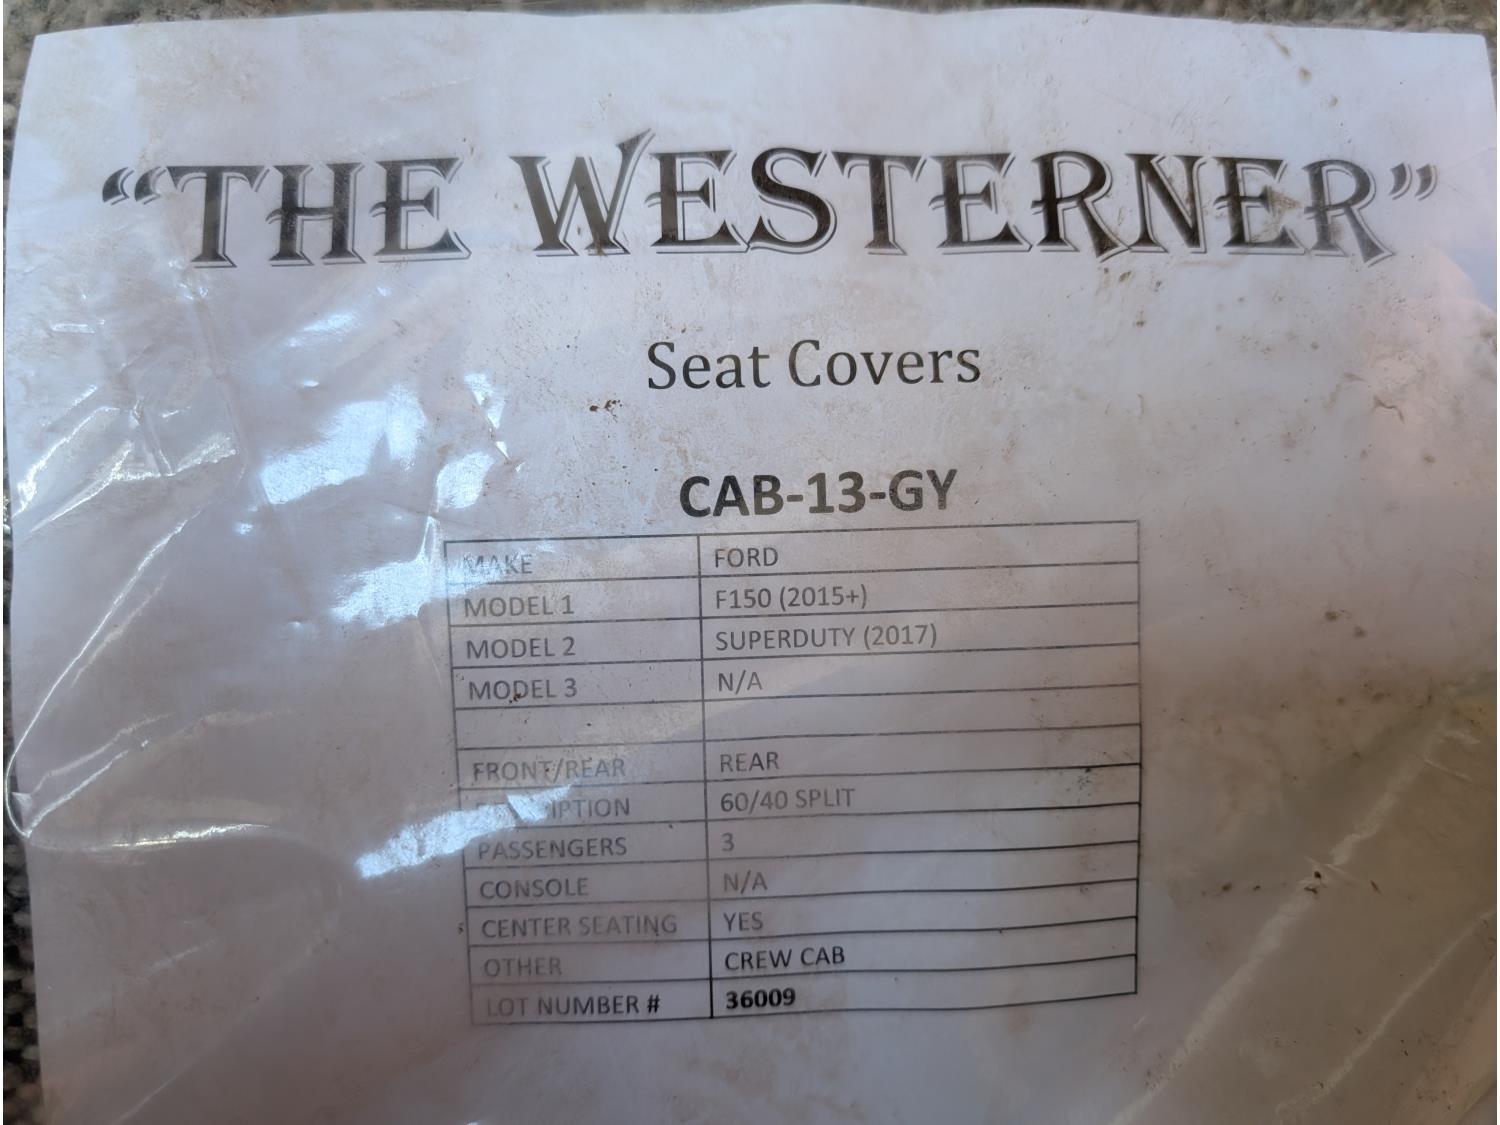 “THE WESTERNER”
Seat Covers
CAB-13-GY
MAKE FORD
MODEL 1 F150 (2015+)
MODEL 2 SUPERDUTY (2017)
MODEL 3 N/A
FRONT/REAR REAR
60/40 SPLIT
PASSENGERS 3
CONSOLE N/A
CENTER SEATING YES
OTHER CREW CAB
LOT NUMBER # 36009